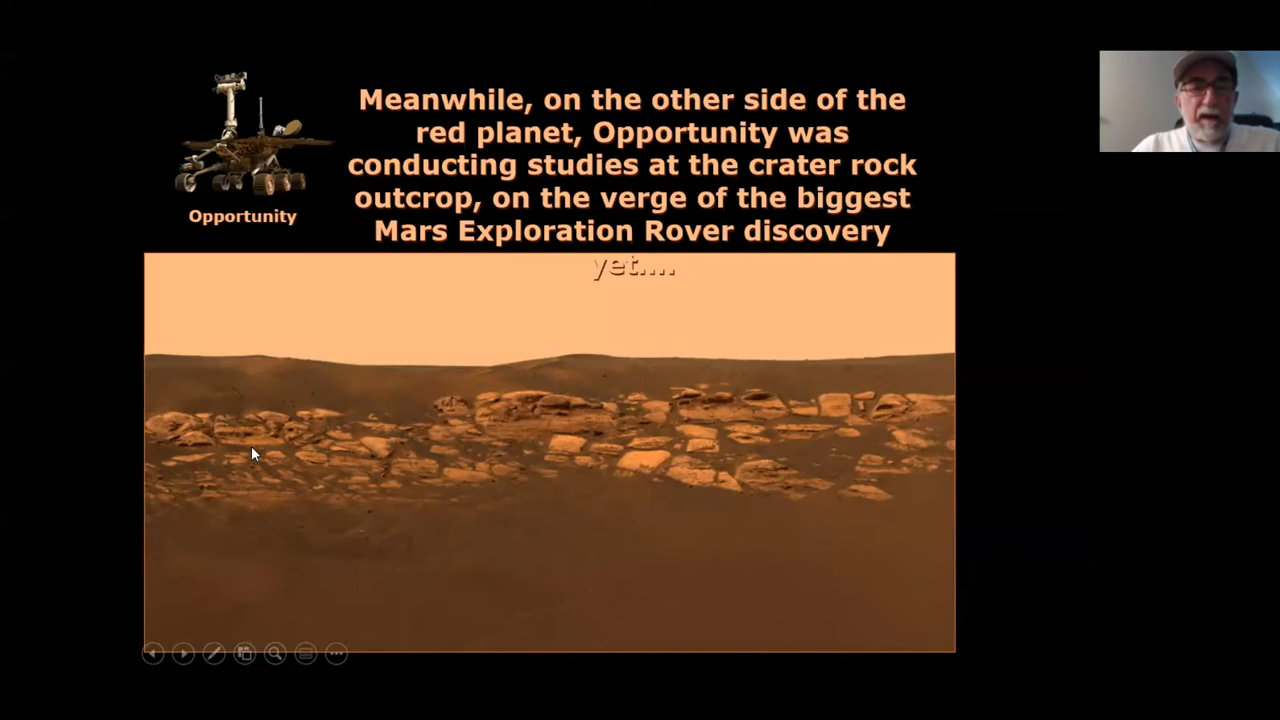 Meanwhile, on the other side of the
red planet, Opportunity was
conducting studies at the crater rock
outcrop, on the verge of the biggest
Mars Exploration Rover discovery
yet....
Opportunity